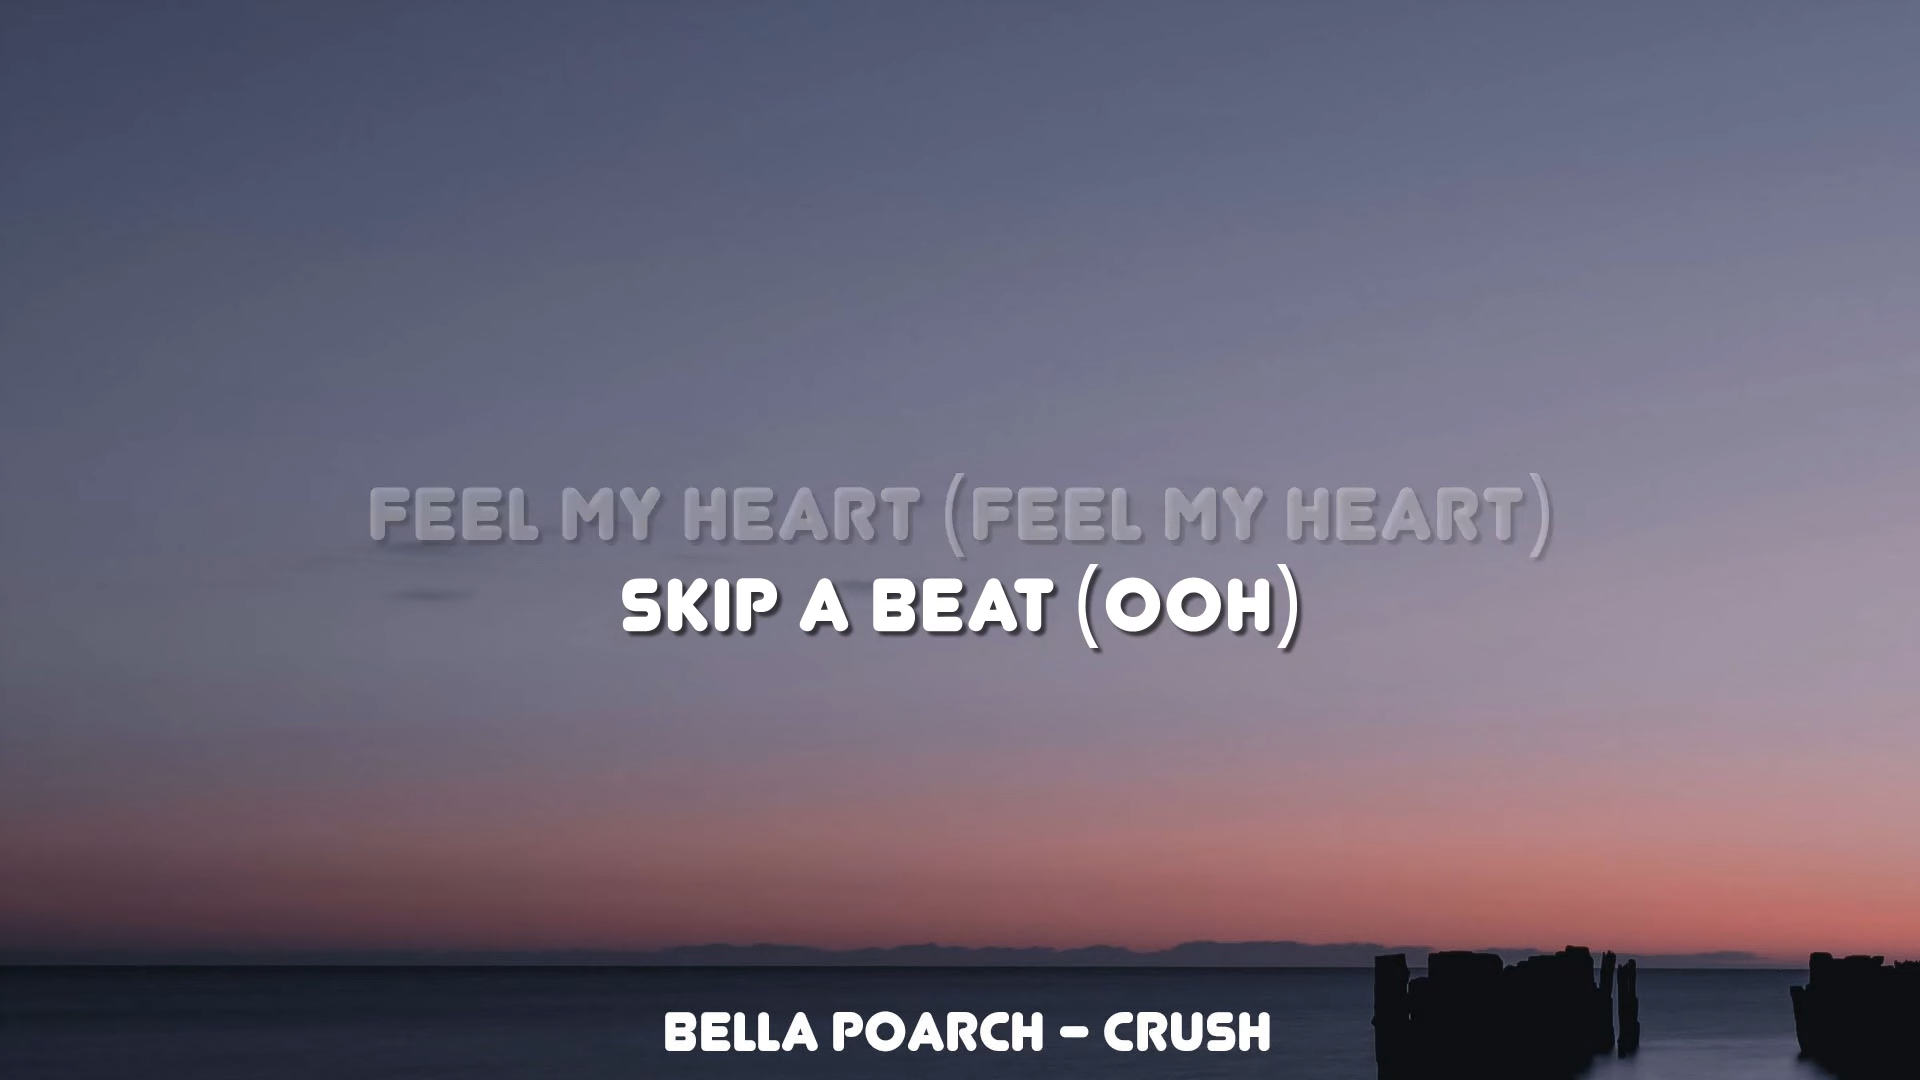 FEEL MY HEART (FEEL MY HEART)
SKIP A BEAT (OOH)
BELLA POARCH - CRUSH